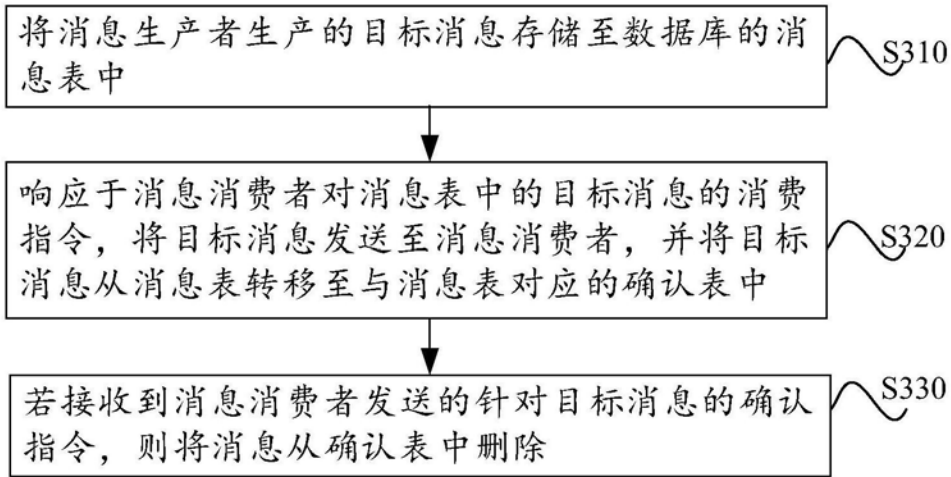 将消息生产者生产的目标消息存储至数据库的消
息表中
S310
响应于消息消费者对消息表中的目标消息的消费
指令，将目标消息发送至消息消费者，并将目标
消息从消息表转移至与消息表对应的确认表中
S320
若接收到消息消费者发送的针对目标消息的确认
指令，则将消息从确认表中删除
S330